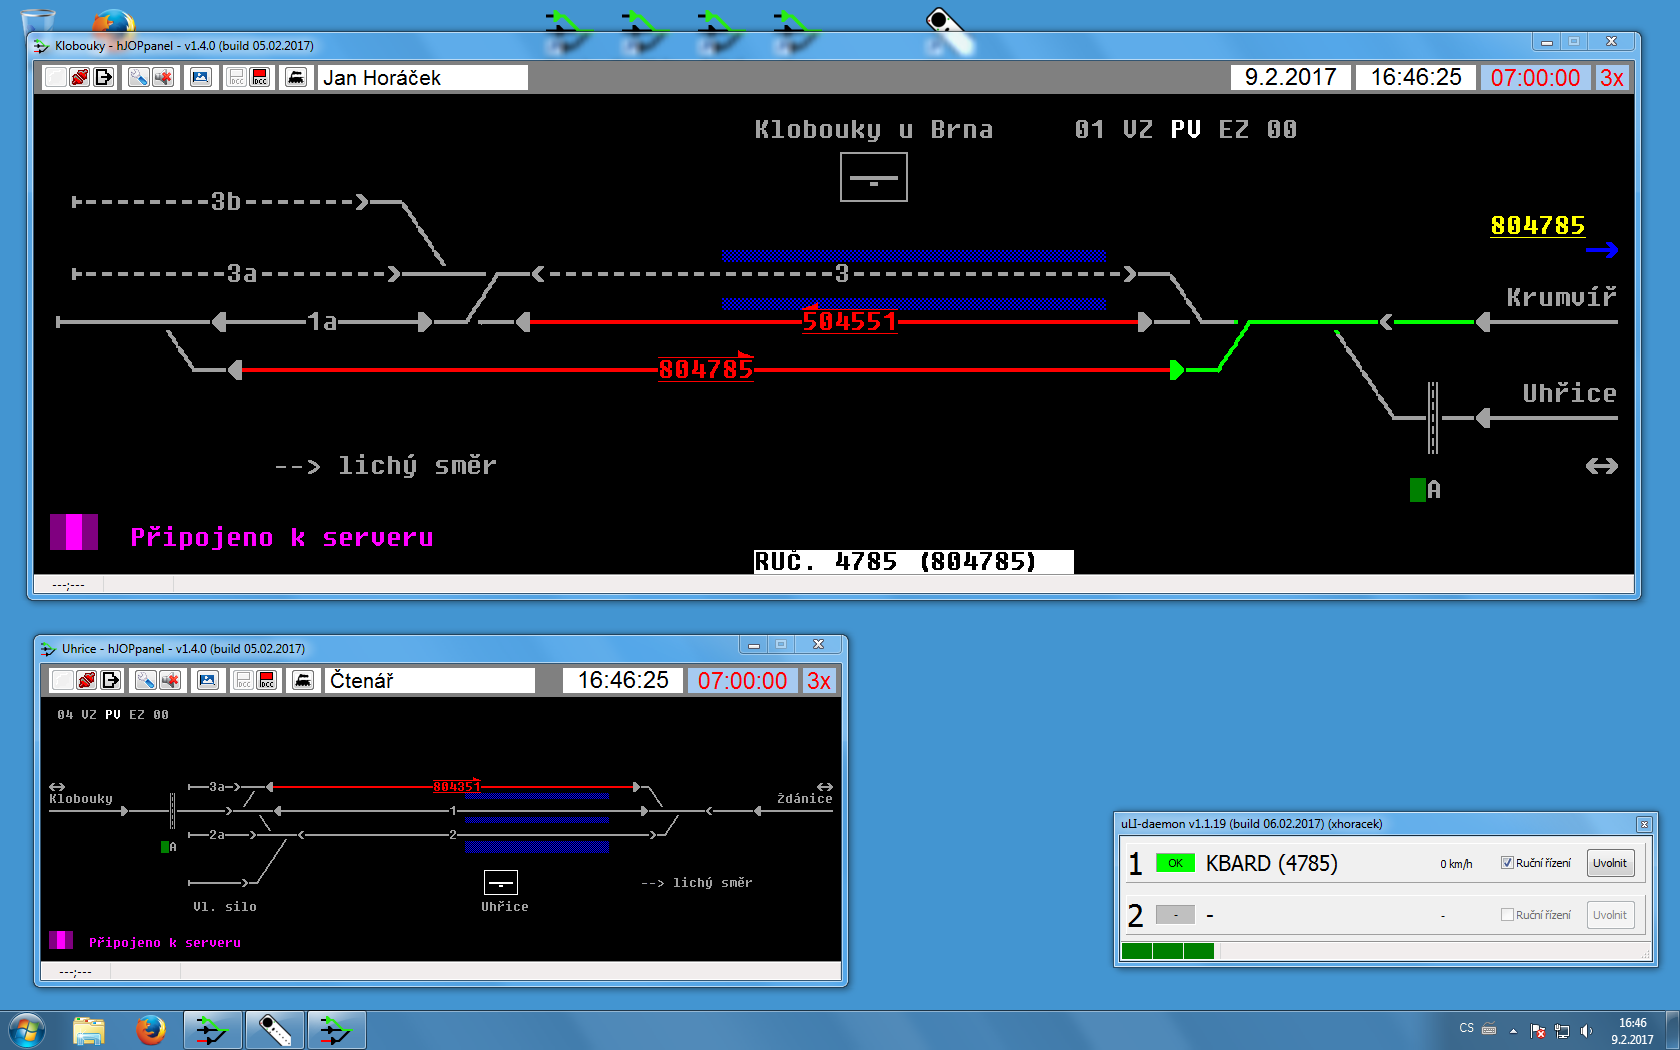 Klobouky - hJOPpanel - v1.4.0 (build 05.02.2017)
DCC DCC Jan Horáček 9.2.2017 16:46:25 07:00:00 3x
Klobouky u Brna 01 VZ PV EZ 00
3b
804785
3a 3
Krumvíř
1a 504551
804785
Uhřice
--> lichý směr
A
Připojeno k serveru
RUČ. 4785 (804785)
---;---
Uhrice - hJOPpanel - v1.4.0 (build 05.02.2017)
DCC DCC Čtenář 16:46:25 07:00:00 3x
04 VZ PV EZ 00
3a 804351
Klobouky Ždánice
1
2a 2
A
--> lichý směr
Vl. silo Uhřice
Připojeno k serveru
---;---
uLI-daemon v1.1.19 (build 06.02.2017) (xhoracek)
1 OK KBARD (4785) 0 km/h Ruční řízení Uvolnit
2 - - - Ruční řízení Uvolnit
CS 16:46
9.2.2017